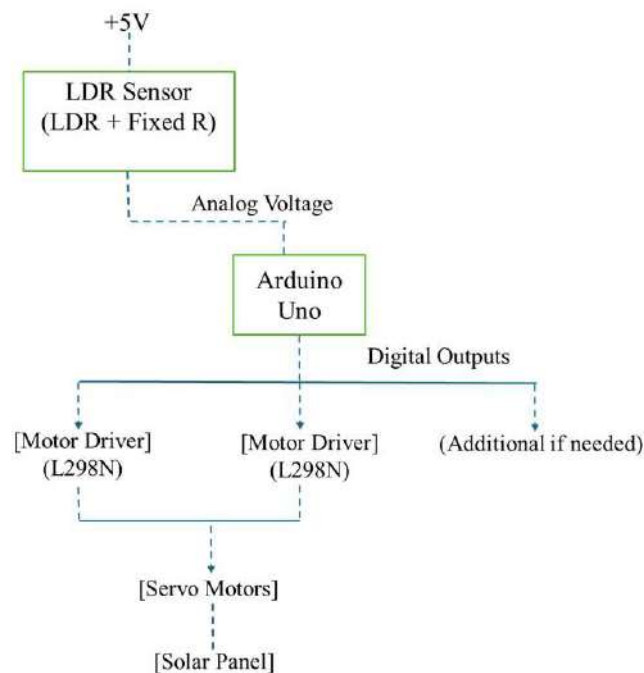 +5V
LDR Sensor
(LDR + Fixed R)
Analog Voltage
Arduino
Uno
Digital Outputs
[Motor Driver]
(L298N)
[Motor Driver]
(L298N)
(Additional if needed)
[Servo Motors]
[Solar Panel]